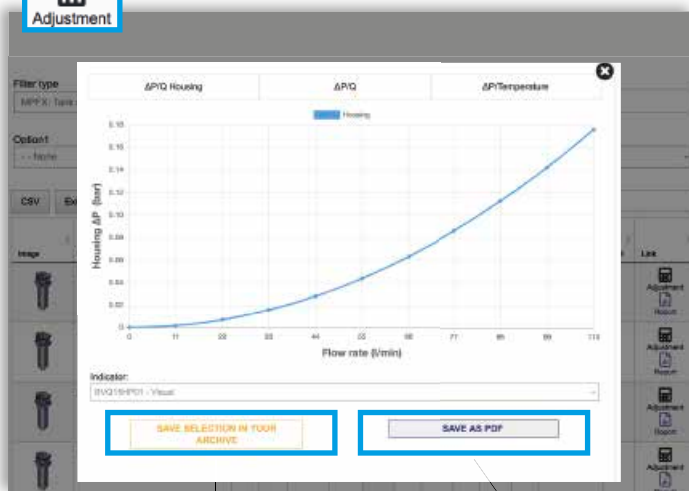 Adjustment
Filter type
ΔP/Q Housing
ΔP/Q
ΔP/Temperature
Housing
Option1
- - None
CSV
Image
Link
Housing ΔP (bar)
0.18
0.16
0.14
0.12
0.10
0.08
0.06
0.04
0.02
0
0 11 22 33 44 55 66 77 88 99 110
Flow rate (l/min)
Indicator:
SAVE SELECTION IN YOUR
ARCHIVE
SAVE AS PDF
Adjustment
Report
Adjustment
Report
Adjustment
Report
Adjustment